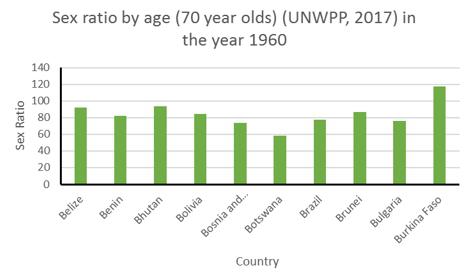 Sex ratio by age (70 year olds) (UNWPP, 2017) in
the year 1960
140
120
100
80
60
40
20
0
Sex Ratio
Belize
Benin
Bhutan
Bolivia
Bosnia and...
Botswana
Brazil
Brunei
Bulgaria
Burkina Faso
Country